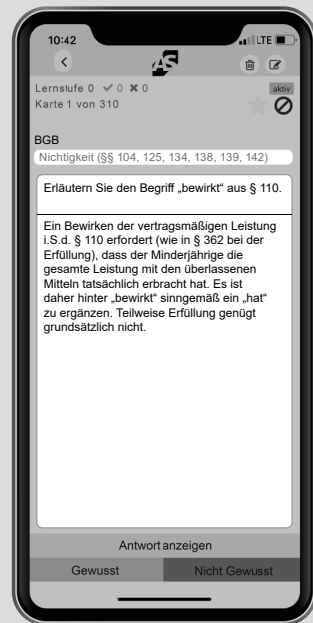 10:42
LTE
AS
Lernstufe 0 ✔ 0 ✖ 0
aktiv
Karte 1 von 310
BGB
Nichtigkeit (§§ 104, 125, 134, 138, 139, 142)
Erläutern Sie den Begriff „bewirkt“ aus § 110.
Ein Bewirken der vertragsmäßigen Leistung
i.S.d. § 110 erfordert (wie in § 362 bei der
Erfüllung), dass der Minderjährige die
gesamte Leistung mit den überlassenen
Mitteln tatsächlich erbracht hat. Es ist
daher hinter „bewirkt“ sinngemäß ein „hat“
zu ergänzen. Teilweise Erfüllung genügt
grundsätzlich nicht.
Antwort anzeigen
Gewusst
Nicht Gewusst